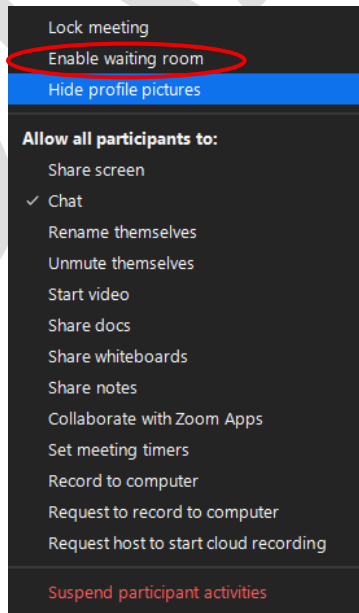 Lock meeting
Enable waiting room
Hide profile pictures
Allow all participants to:
Share screen
✓ Chat
Rename themselves
Unmute themselves
Start video
Share docs
Share whiteboards
Share notes
Collaborate with Zoom Apps
Set meeting timers
Record to computer
Request to record to computer
Request host to start cloud recording
Suspend participant activities